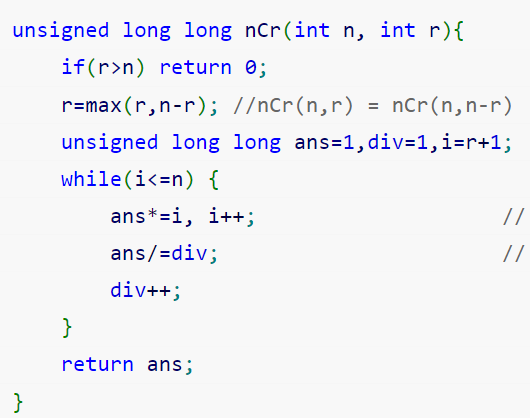 unsigned long long nCr(int n, int r){
    if(r>n) return 0;
    r=max(r,n-r); //nCr(n,r) = nCr(n,n-r)
    unsigned long long ans=1,div=1,i=r+1;
    while(i<=n) {
        ans*=i, i++; //
        ans/=div; //
        div++;
    }
    return ans;
}